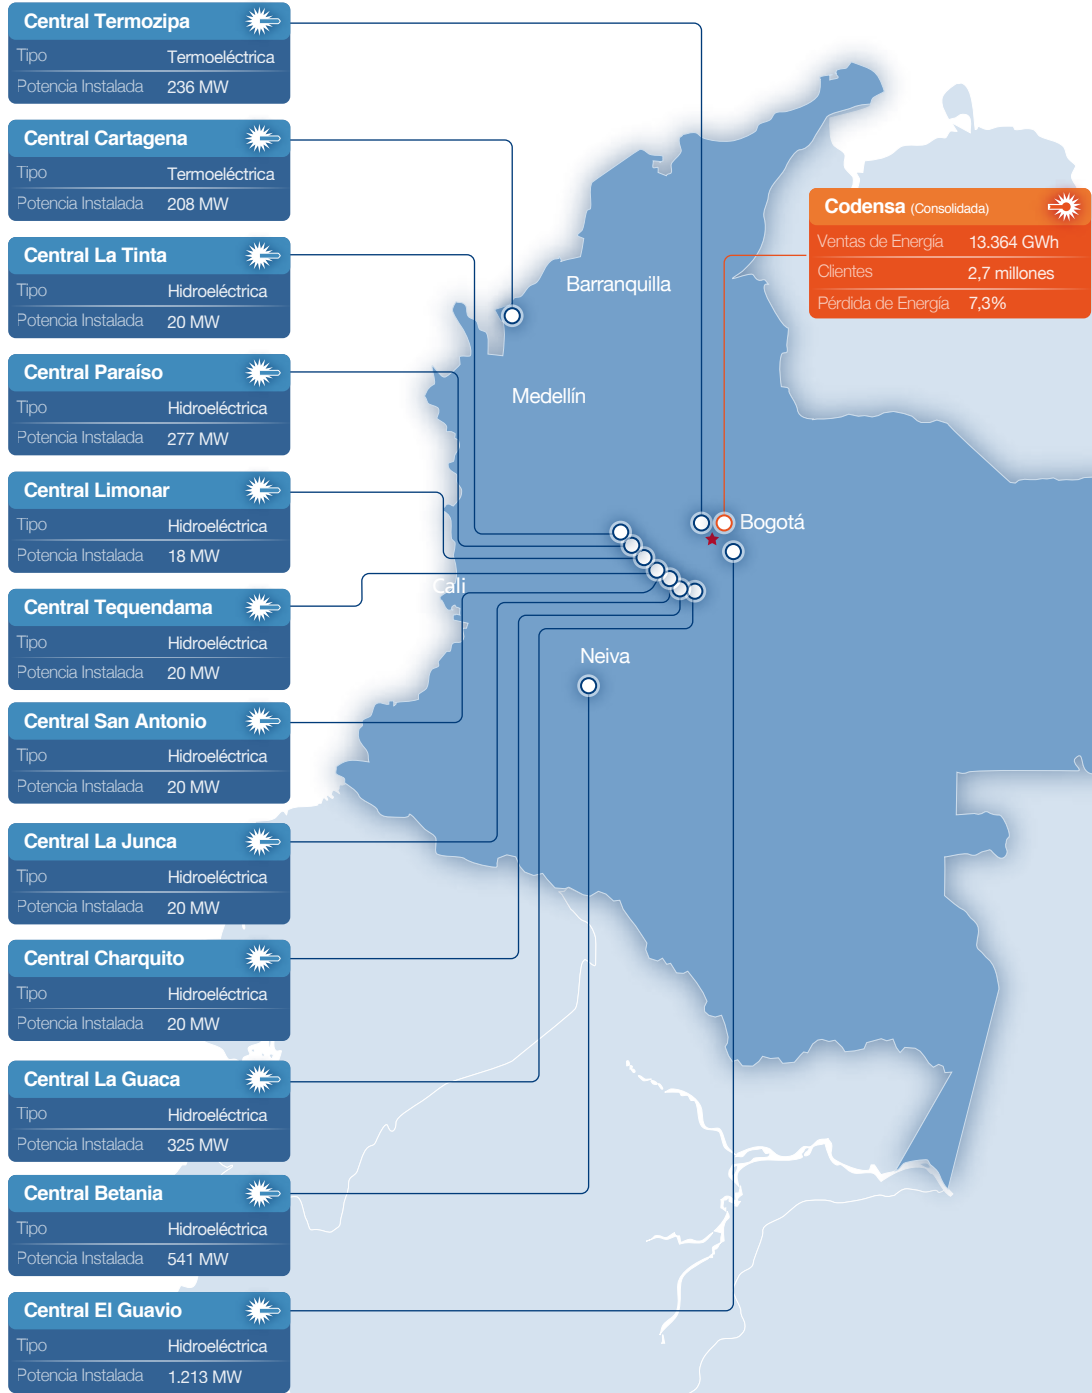 Central Termozipa
Tipo Termoeléctrica
Potencia Instalada 236 MW
Central Cartagena
Tipo Termoeléctrica
Potencia Instalada 208 MW
Central La Tinta
Tipo Hidroeléctrica
Potencia Instalada 20 MW
Central Paraíso
Tipo Hidroeléctrica
Potencia Instalada 277 MW
Central Limonar
Tipo Hidroeléctrica
Potencia Instalada 18 MW
Central Tequendama
Tipo Hidroeléctrica
Potencia Instalada 20 MW
Central San Antonio
Tipo Hidroeléctrica
Potencia Instalada 20 MW
Central La Junca
Tipo Hidroeléctrica
Potencia Instalada 20 MW
Central Charquito
Tipo Hidroeléctrica
Potencia Instalada 20 MW
Central La Guaca
Tipo Hidroeléctrica
Potencia Instalada 325 MW
Central Betania
Tipo Hidroeléctrica
Potencia Instalada 541 MW
Central El Guavio
Tipo Hidroeléctrica
Potencia Instalada 1.213 MW
Codensa (Consolidada)
Ventas de Energía 13.364 GWh
Clientes 2,7 millones
Pérdida de Energía 7,3%
Barranquilla
Medellín
Bogotá
Cali
Neiva